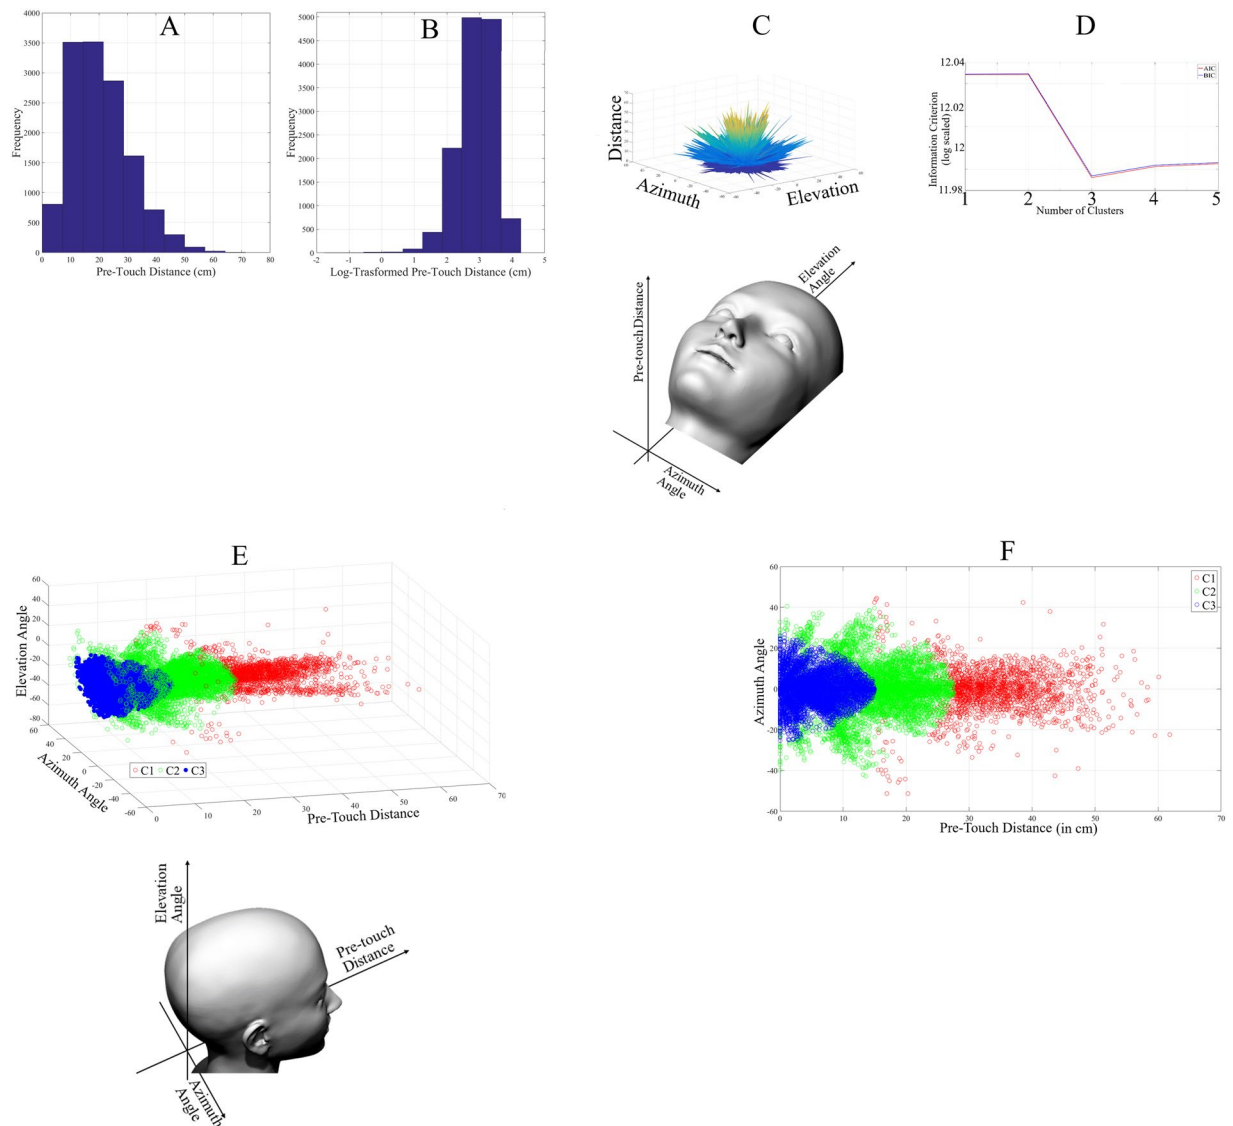 A
4000
3500
3000
2500
2000
1500
1000
500
0
Frequency
0 10 20 30 40 50 60 70 80
Pre-Touch Distance (cm)
B
5000
4500
4000
3500
3000
2500
2000
1500
1000
500
0
Frequency
-2 -1 0 1 2 3 4 5
Log-Trasformed Pre-Touch Distance (cm)
C
Distance
Azimuth
Elevation
Pre-touch Distance
Elevation
Angle
Azimuth
Angle
D
12.04
12.02
12
11.98
Information Criterion
(log scaled)
AIC
BIC
1 2 3 4 5
Number of Clusters
E
60
40
20
0
-20
-40
-60
-80
Elevation Angle
60
40
20
0
-20
-40
-60
Azimuth Angle
C1 C2 C3
0 10 20 30 40 50 60 70
Pre-Touch Distance
Elevation
Angle
Pre-touch
Distance
Azimuth
Angle
F
60
40
20
0
-20
-40
-60
Azimuth Angle
C1
C2
C3
0 10 20 30 40 50 60 70
Pre-Touch Distance (in cm)